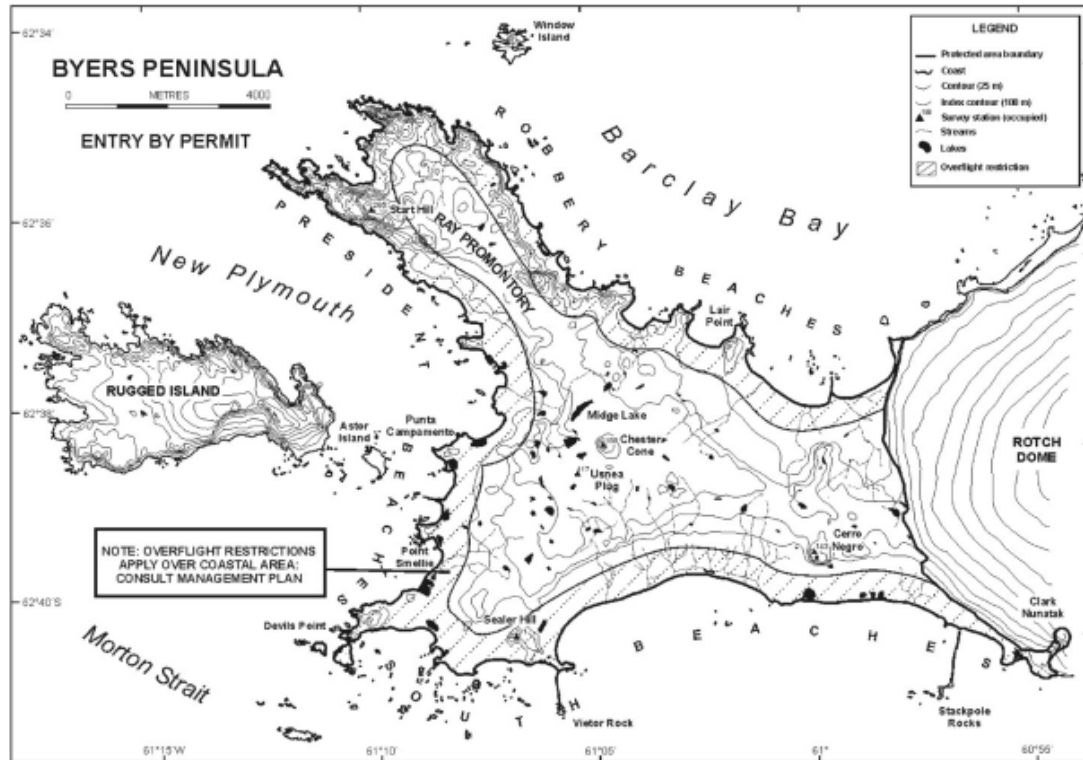 62°34'
BYERS PENINSULA
0 METRES 4000
ENTRY BY PERMIT
Window
Island
LEGEND
Protected area boundary
Coast
Contour (25 m)
Index contour (100 m)
Survey station (occupied)
Streams
Lakes
Overflight restriction
ROBBERY BEACHES
Barclay Bay
62°36'
Start Hill
RAY PROMONTORY
PRESIDENT BEACHES
New Plymouth
Lair
Point
RUGGED ISLAND
62°38'
Aster
Island
Punta
Campamento
Midge Lake
Chester
Cone
Usnea
Plug
ROTCH
DOME
NOTE: OVERFLIGHT RESTRICTIONS
APPLY OVER COASTAL AREA:
CONSULT MANAGEMENT PLAN
Point
Smellie
Cerro
Negro
62°40'S
Clark
Nunatak
Devils Point
Sealer Hill
Morton Strait
SOUTH BEACHES
Vietor Rock
Stackpole
Rocks
61°15'W
61°10'
61°05'
61°
60°55'